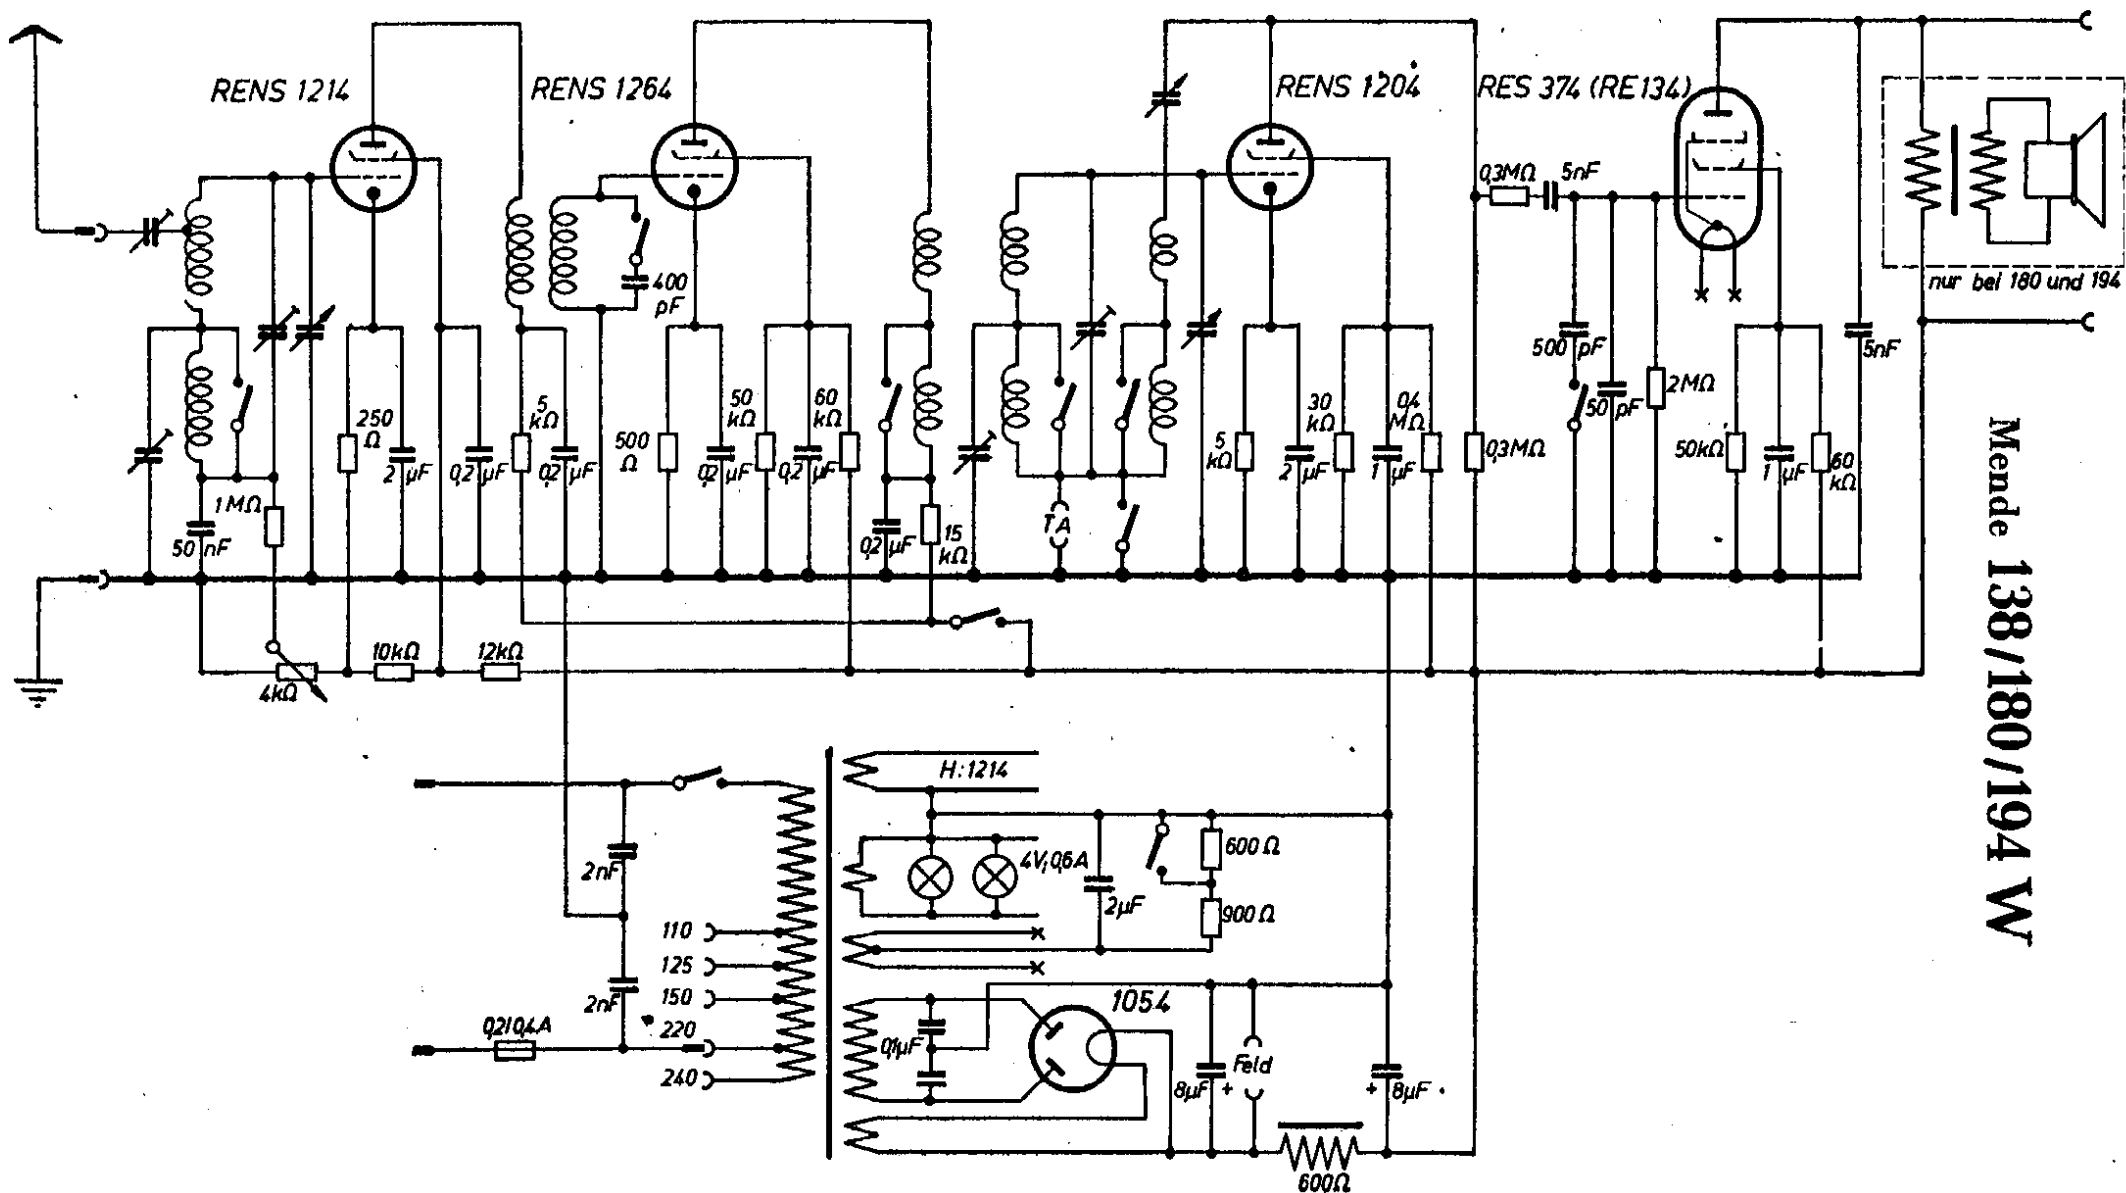 RENS 1214
RENS 1264
RENS 1204
RES 374 (RE134)
0,3MΩ
5nF
400
pF
nur bei 180 und 194
500 pF
5nF
50 pF
2MΩ
250
Ω
2 µF
0,2 µF
5
kΩ
0,2 µF
500
Ω
50
kΩ
0,2 µF
60
kΩ
0,2 µF
5
kΩ
30
kΩ
2 µF
0,4
MΩ
1 µF
0,3MΩ
50kΩ
1 µF
60
kΩ
1 MΩ
50 nF
0,2 µF
15
kΩ
TA
4kΩ
10kΩ
12kΩ
Mende 138/180/194 W
H:1214
4V,0,6A
2nF
2nF
600 Ω
900 Ω
2µF
110
125
150
220
240
0,2/0,4A
0,1µF
1054
8µF +
Feld
+ 8µF
600Ω